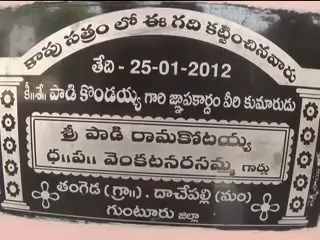 కాపు సత్రం లో ఈ గది కట్టించినవారు
తేది - 25-01-2012
కీ॥శే॥ పాడి కొండయ్య గారి జ్ఞాపకార్దం వీరి కుమారుడు
శ్రీ పాడి రామకోటయ్య
ధ॥ప॥ వెంకటనరసమ్మ గార్లు
తంగెడ (గ్రా॥). దాచేపల్లి (మం)
గుంటూరు జిల్లా